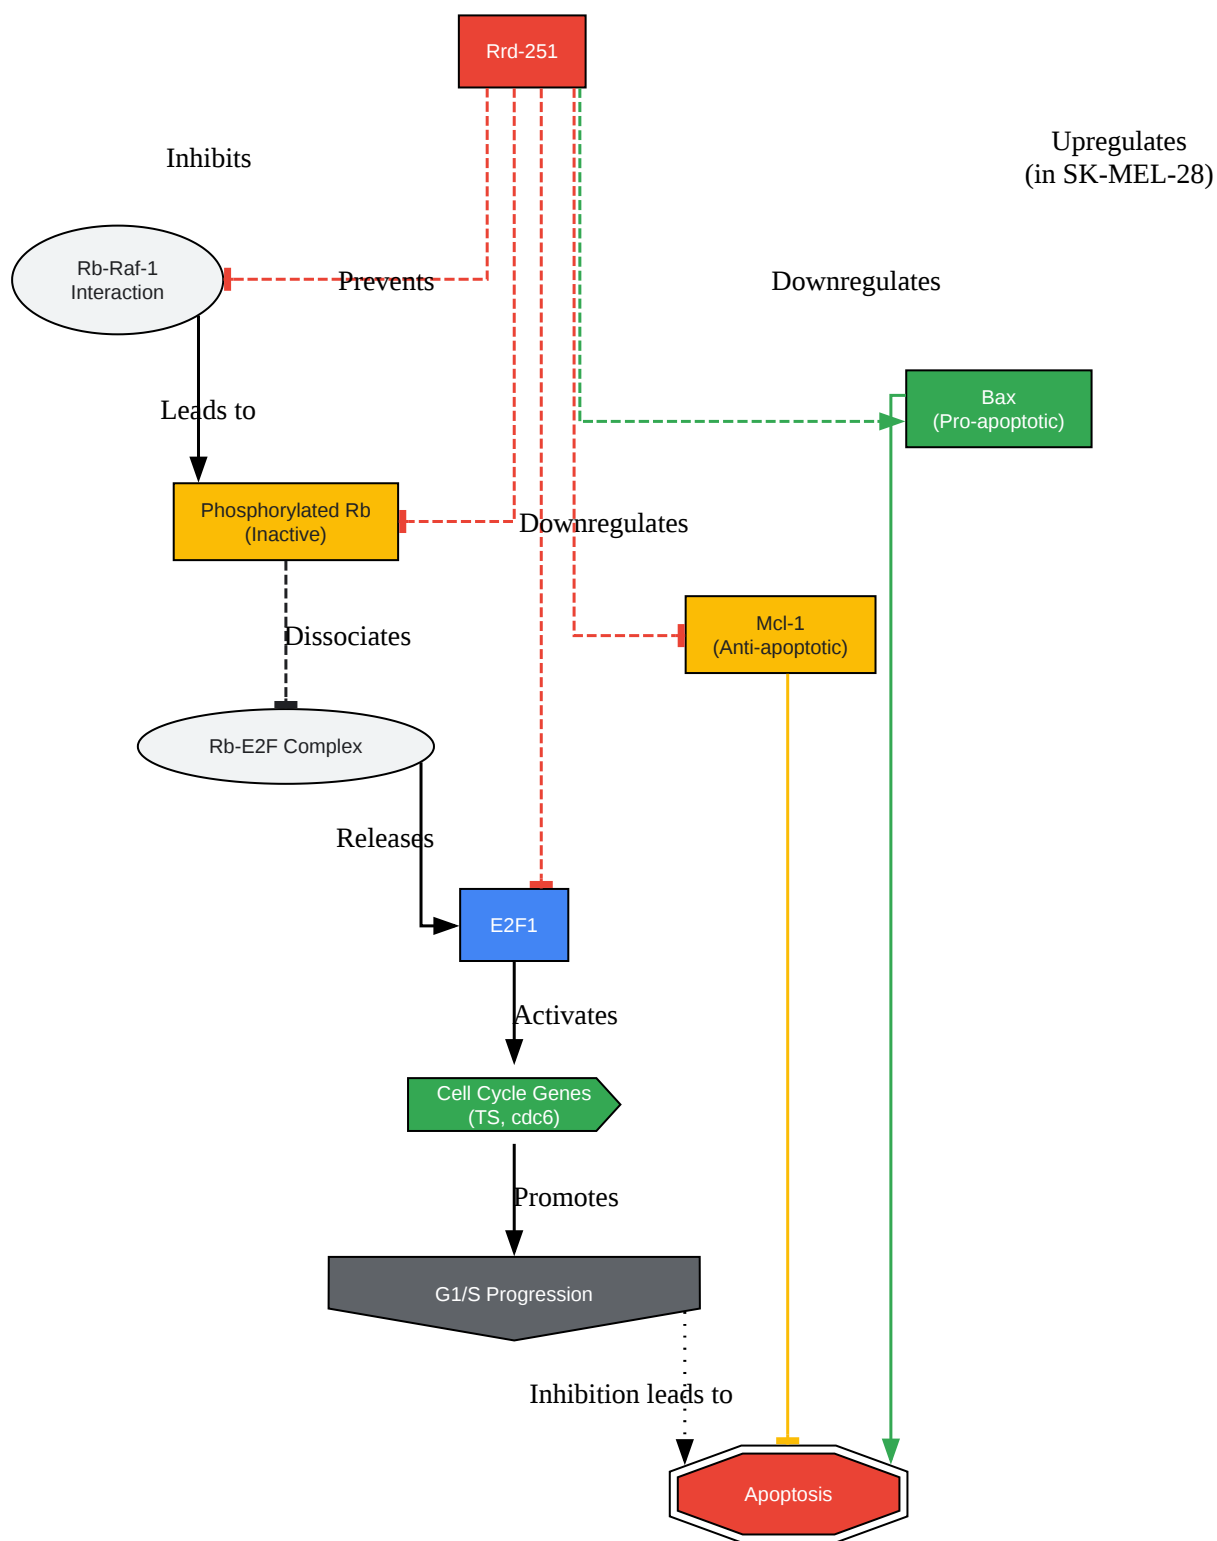 Rrd-251
Inhibits
Upregulates
(in SK-MEL-28)
Rb-Raf-1
Interaction
Prevents
Downregulates
Leads to
Bax
(Pro-apoptotic)
Phosphorylated Rb
(Inactive)
Downregulates
Mcl-1
(Anti-apoptotic)
Dissociates
Rb-E2F Complex
Releases
E2F1
Activates
Cell Cycle Genes
(TS, cdc6)
Promotes
G1/S Progression
Inhibition leads to
Apoptosis